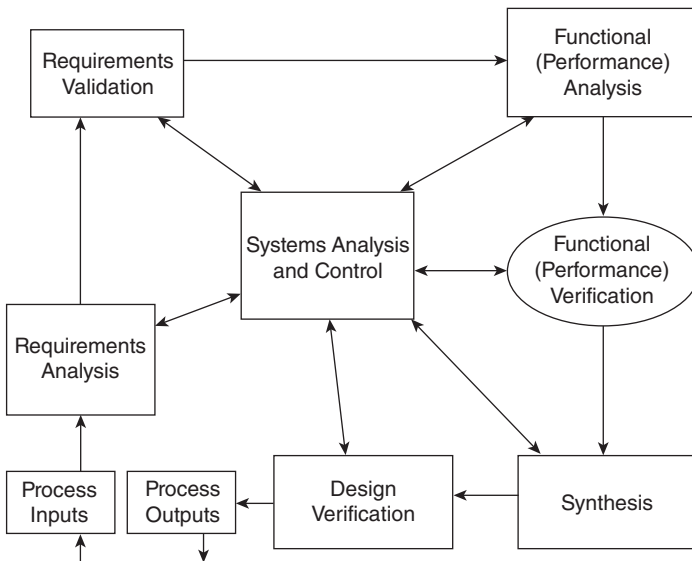 Requirements
Validation
Functional
(Performance)
Analysis
Systems Analysis
and Control
Functional
(Performance)
Verification
Requirements
Analysis
Process
Inputs
Process
Outputs
Design
Verification
Synthesis